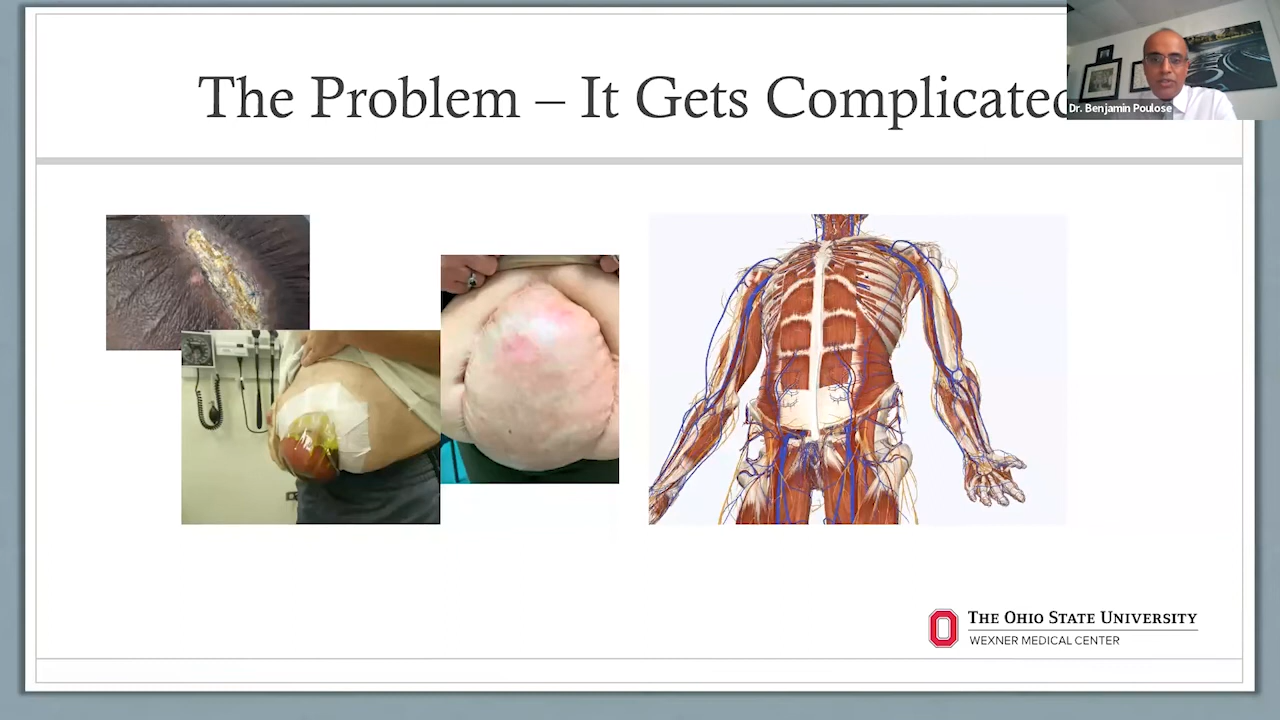 The Problem – It Gets Complicated
Dr. Benjamin Poulose
THE OHIO STATE UNIVERSITY
WEXNER MEDICAL CENTER